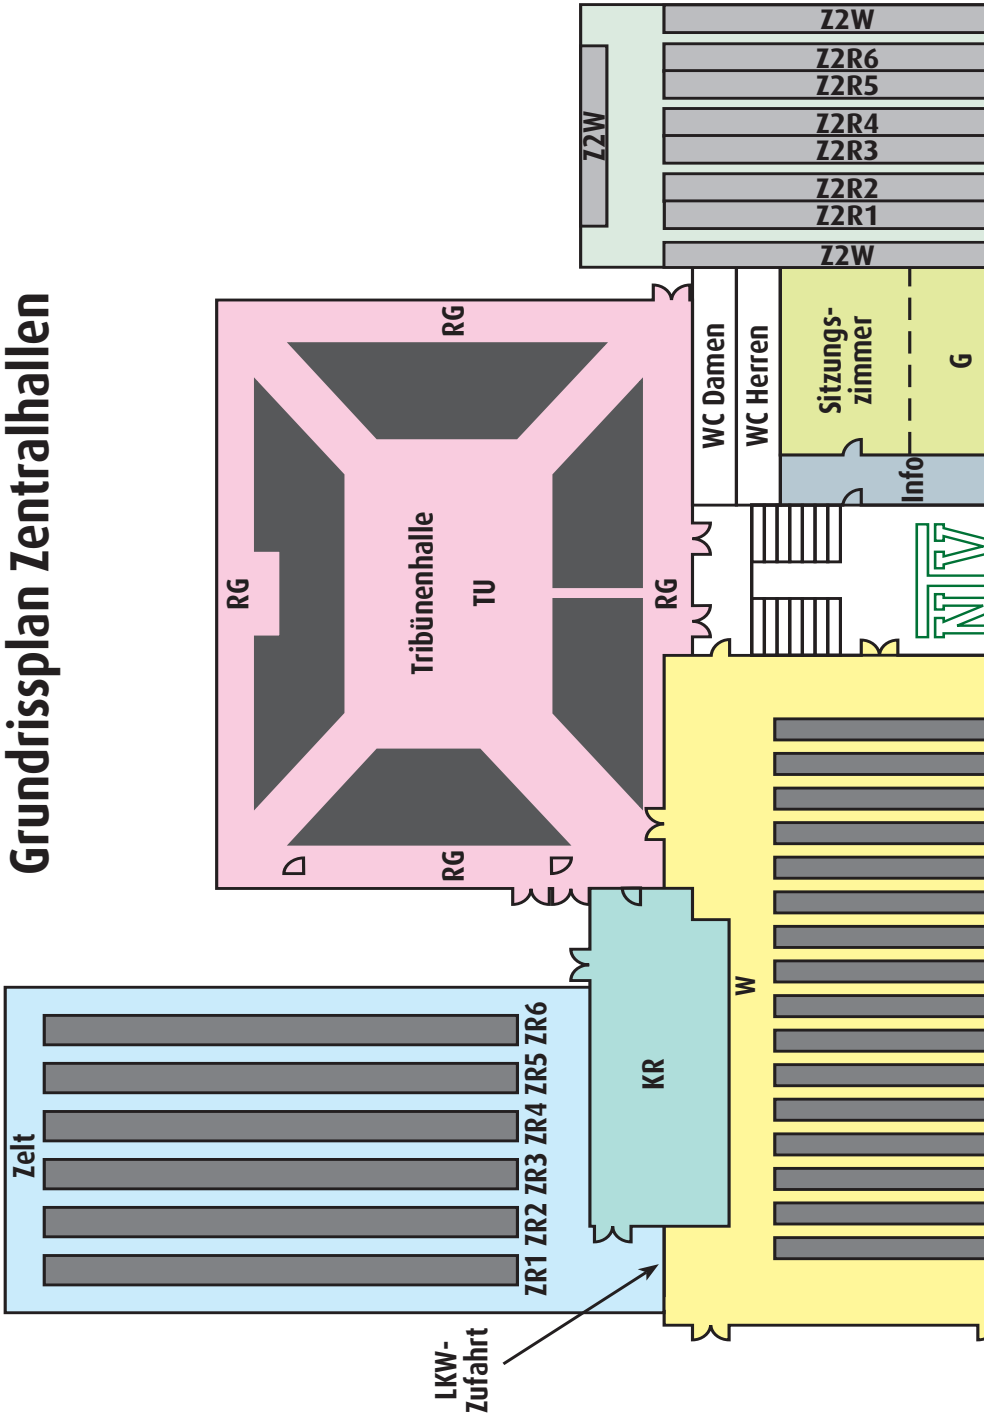 Grundrissplan Zentralhallen
Zelt
ZR1
ZR2
ZR3
ZR4
ZR5
ZR6
LKW-
Zufahrt
KR
W
RG
RG
RG
RG
Tribünenhalle
TU
WC Damen
WC Herren
Sitzungs-
zimmer
G
Info
Z2W
Z2W
Z2R1
Z2R2
Z2R3
Z2R4
Z2R5
Z2R6
Z2W